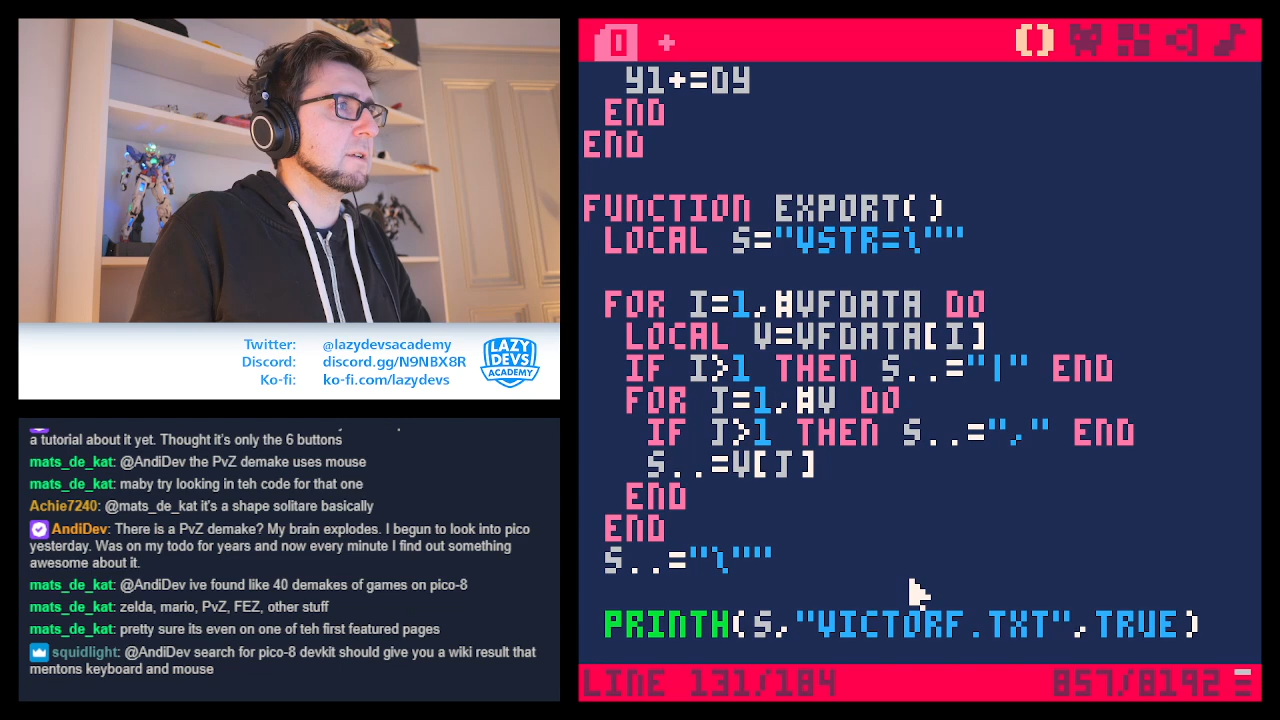 Twitter: @lazydevsacademy
Discord: discord.gg/N9NBX8R
Ko-fi: ko-fi.com/lazydevs
LAZY
DEVS
ACADEMY
a tutorial about it yet. Thought it's only the 6 buttons
mats_de_kat: @AndiDev the PvZ demake uses mouse
mats_de_kat: maby try looking in teh code for that one
Achie7240: @mats_de_kat it's a shape solitare basically
AndiDev: There is a PvZ demake? My brain explodes. I begun to look into pico
yesterday. Was on my todo for years and now every minute I find out something
awesome about it.
mats_de_kat: @AndiDev ive found like 40 demakes of games on pico-8
mats_de_kat: zelda, mario, PvZ, FEZ, other stuff
mats_de_kat: pretty sure its even on one of teh first featured pages
squidlight: @AndiDev search for pico-8 devkit should give you a wiki result that
mentons keyboard and mouse
0 +
Y1+=DY
END
END
FUNCTION EXPORT()
LOCAL S="VSTR=\""
FOR I=1,#VFDATA DO
LOCAL V=VFDATA[I]
IF I>1 THEN S..="|" END
FOR J=1,#V DO
IF J>1 THEN S..="," END
S..=V[J]
END
END
S..="\""
PRINTH(S,"VICTORF.TXT",TRUE)
LINE 131/184 857/8192